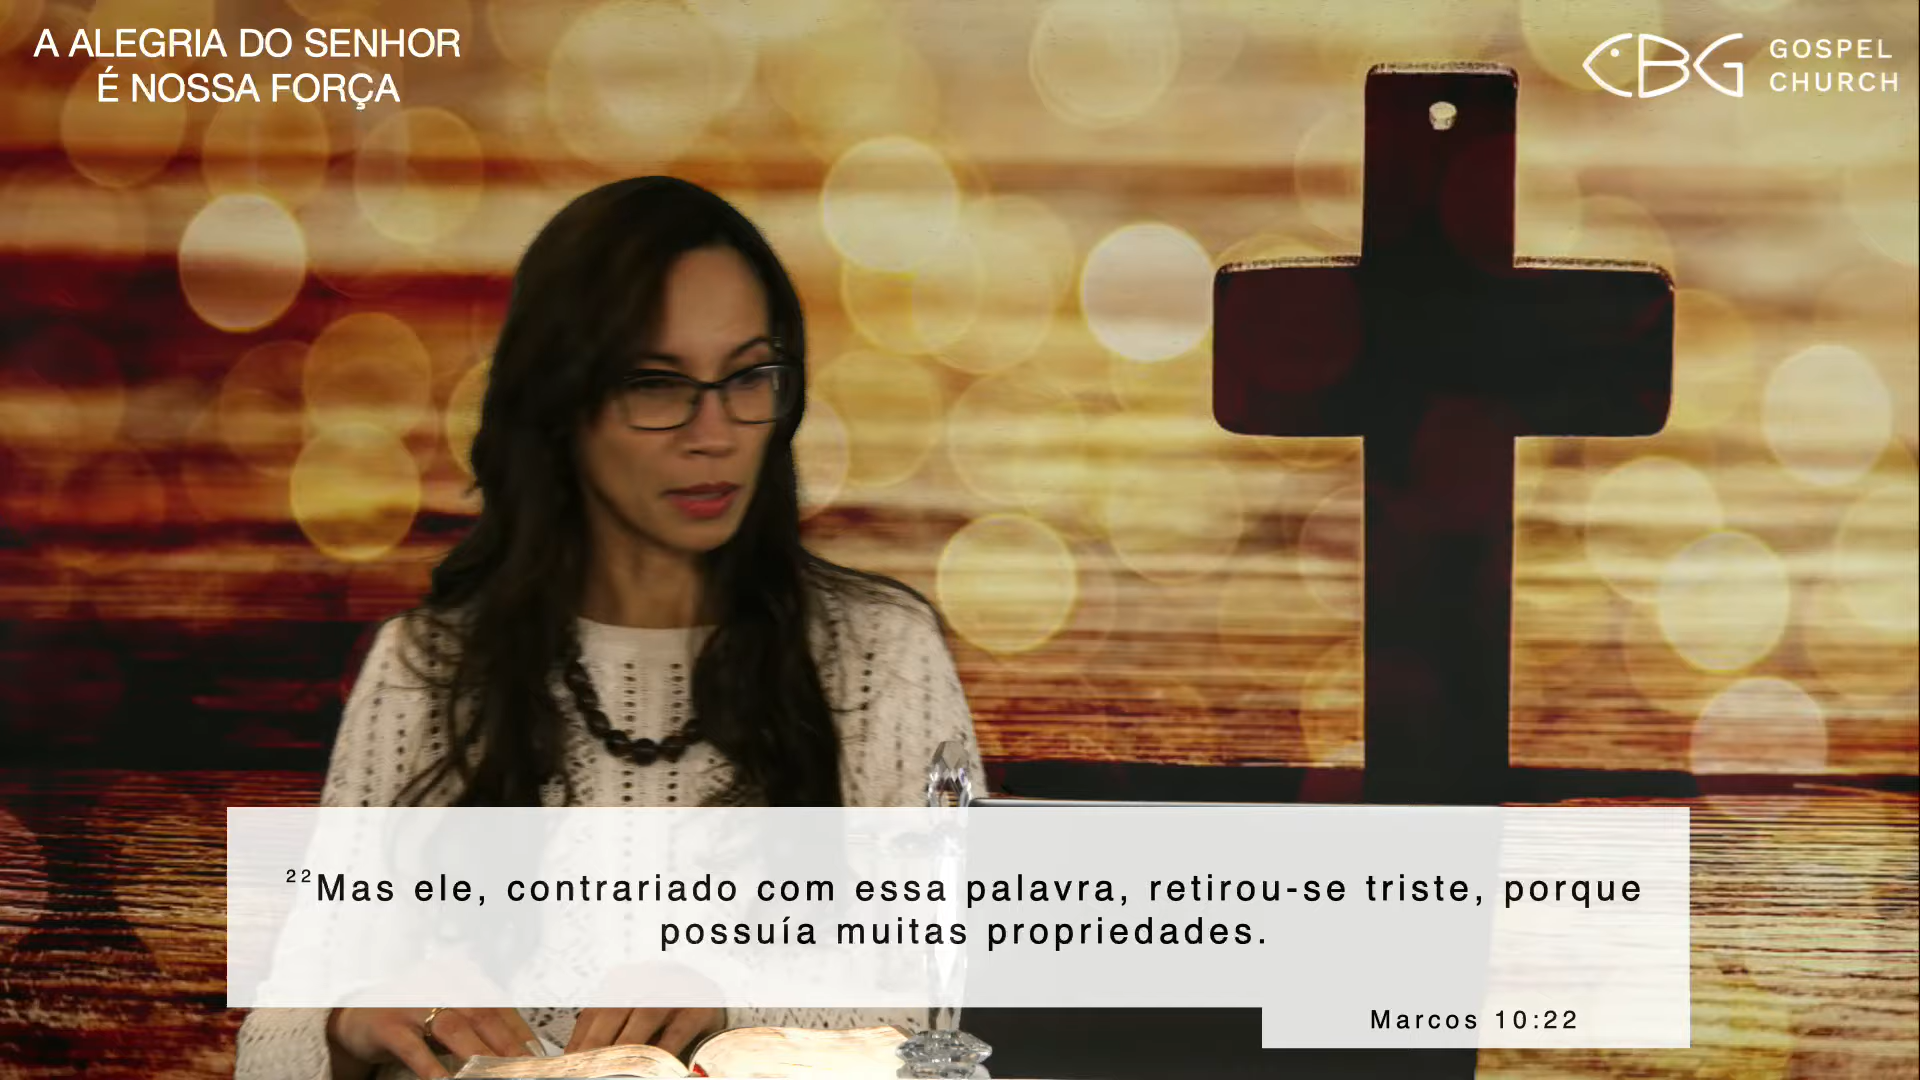 A ALEGRIA DO SENHOR
É NOSSA FORÇA
CBG GOSPEL
CHURCH
²²Mas ele, contrariado com essa palavra, retirou-se triste, porque
possuía muitas propriedades.
Marcos 10:22